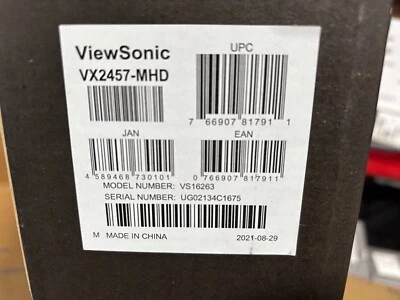 ViewSonic
VX2457-MHD
UPC
7 66907 81791 1
JAN
4 589468 730101
EAN
0 766907 817911
MODEL NUMBER: VS16263
SERIAL NUMBER: UG02134C1675
M MADE IN CHINA
2021-08-29